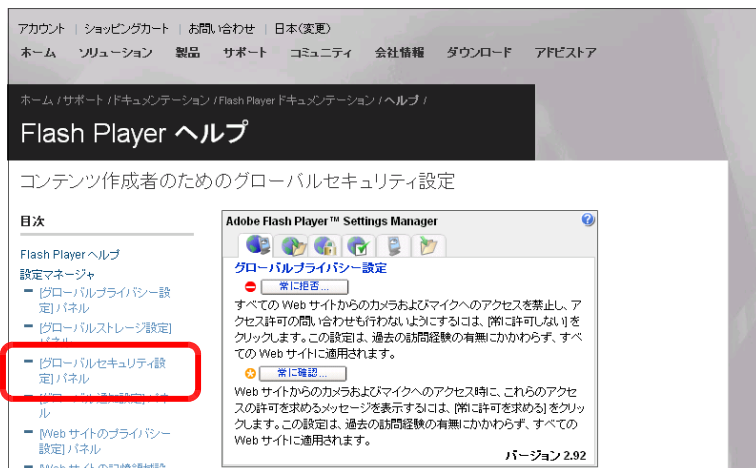 アカウント | ショッピングカート | お問い合わせ | 日本(変更)
ホーム ソリューション 製品 サポート コミュニティ 会社情報 ダウンロード アドビストア
ホーム / サポート / ドキュメンテーション / Flash Player ドキュメンテーション / ヘルプ /
Flash Player ヘルプ
コンテンツ作成者のためのグローバルセキュリティ設定
目次
Flash Player ヘルプ
設定マネージャ
[グローバルプライバシー設
定] パネル
[グローバルストレージ設定]
パネル
[グローバルセキュリティ設
定] パネル
[グローバル通知設定] パネ
ル
[Web サイトのプライバシー
設定] パネル
[Web サイトの記憶領域設
Adobe Flash Player™ Settings Manager
グローバルプライバシー設定
常に拒否...
すべての Web サイトからのカメラおよびマイクへのアクセスを禁止し、ア
クセス許可の問い合わせも行わないようにするには、[常に許可しない] を
クリックします。この設定は、過去の訪問経験の有無にかかわらず、すべ
ての Web サイトに適用されます。
常に確認...
Web サイトからのカメラおよびマイクへのアクセス時に、これらのアクセ
スの許可を求めるメッセージを表示するには、[常に許可を求める] をクリッ
クします。この設定は、過去の訪問経験の有無にかかわらず、すべての
Web サイトに適用されます。
バージョン 2.92